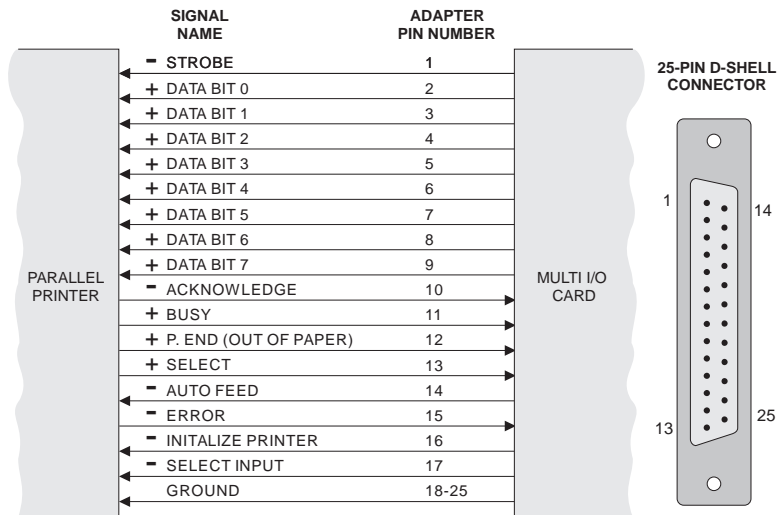 SIGNAL NAME
ADAPTER PIN NUMBER
- STROBE 1
+ DATA BIT 0 2
+ DATA BIT 1 3
+ DATA BIT 2 4
+ DATA BIT 3 5
+ DATA BIT 4 6
+ DATA BIT 5 7
+ DATA BIT 6 8
+ DATA BIT 7 9
- ACKNOWLEDGE 10
+ BUSY 11
+ P. END (OUT OF PAPER) 12
+ SELECT 13
- AUTO FEED 14
- ERROR 15
- INITALIZE PRINTER 16
- SELECT INPUT 17
GROUND 18-25
PARALLEL
PRINTER
MULTI I/O
CARD
25-PIN D-SHELL
CONNECTOR
1
14
13
25